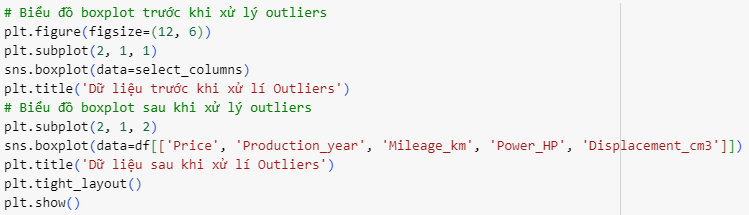 # Biểu đồ boxplot trước khi xử lý outliers
plt.figure(figsize=(12, 6))
plt.subplot(2, 1, 1)
sns.boxplot(data=select_columns)
plt.title('Dữ liệu trước khi xử lí Outliers')
# Biểu đồ boxplot sau khi xử lý outliers
plt.subplot(2, 1, 2)
sns.boxplot(data=df[['Price', 'Production_year', 'Mileage_km', 'Power_HP', 'Displacement_cm3']])
plt.title('Dữ liệu sau khi xử lí Outliers')
plt.tight_layout()
plt.show()